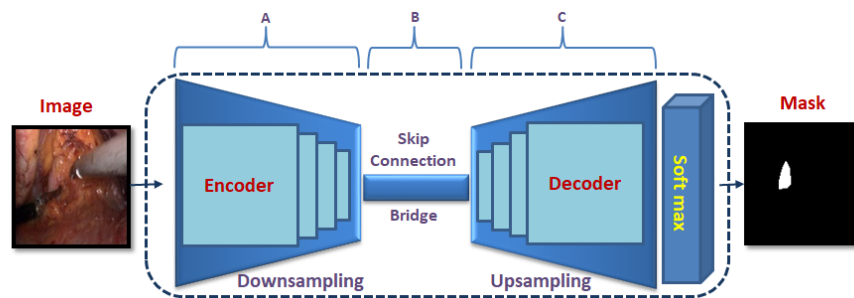 A
B
C
Image
Mask
Skip
Connection
Encoder
Decoder
Soft max
Bridge
Downsampling
Upsampling